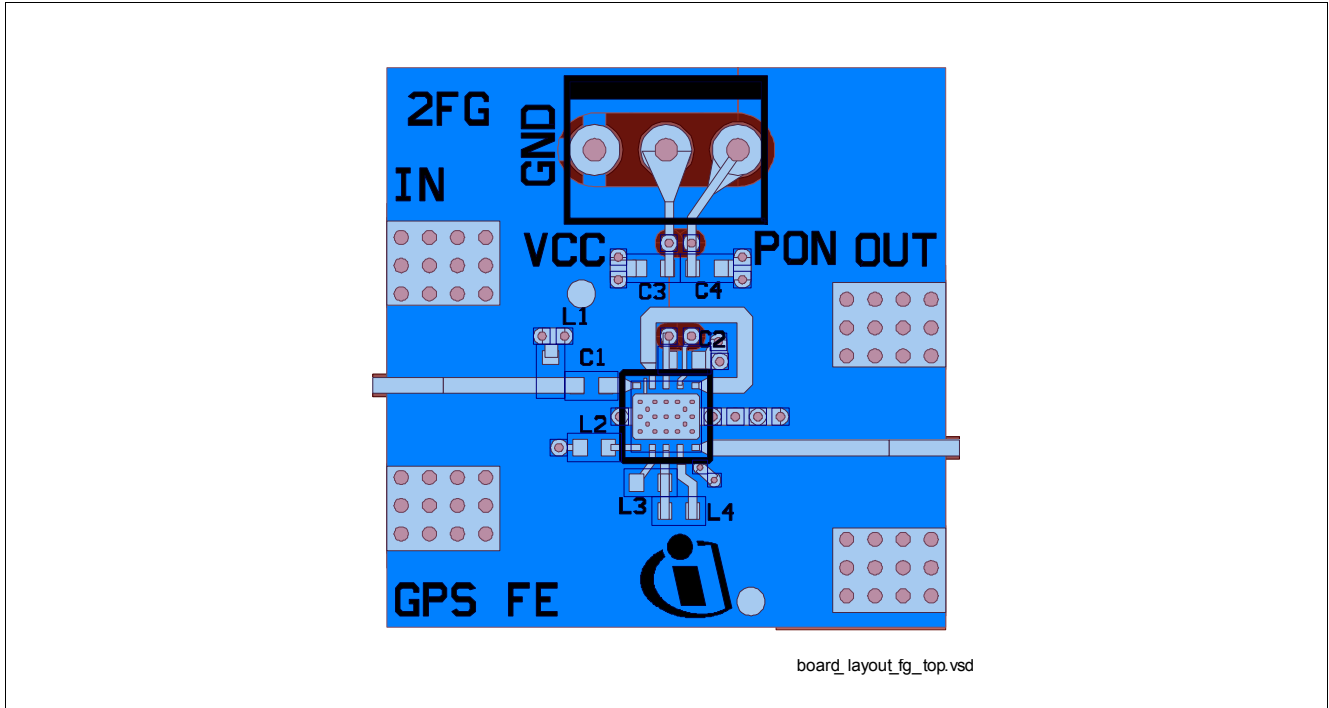 2FG
GND
IN
VCC
PON OUT
C3 C4
L1
C2
C1
L2
L3
L4
GPS FE
board_layout_fg_top.vsd